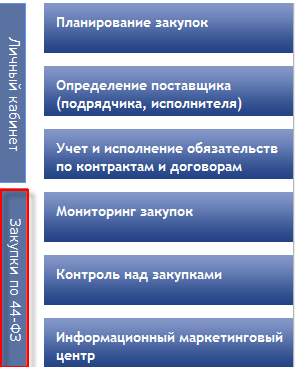 Личный кабинет
Закупки по 44-ФЗ
Планирование закупок
Определение поставщика
(подрядчика, исполнителя)
Учет и исполнение обязательств
по контрактам и договорам
Мониторинг закупок
Контроль над закупками
Информационный маркетинговый
центр